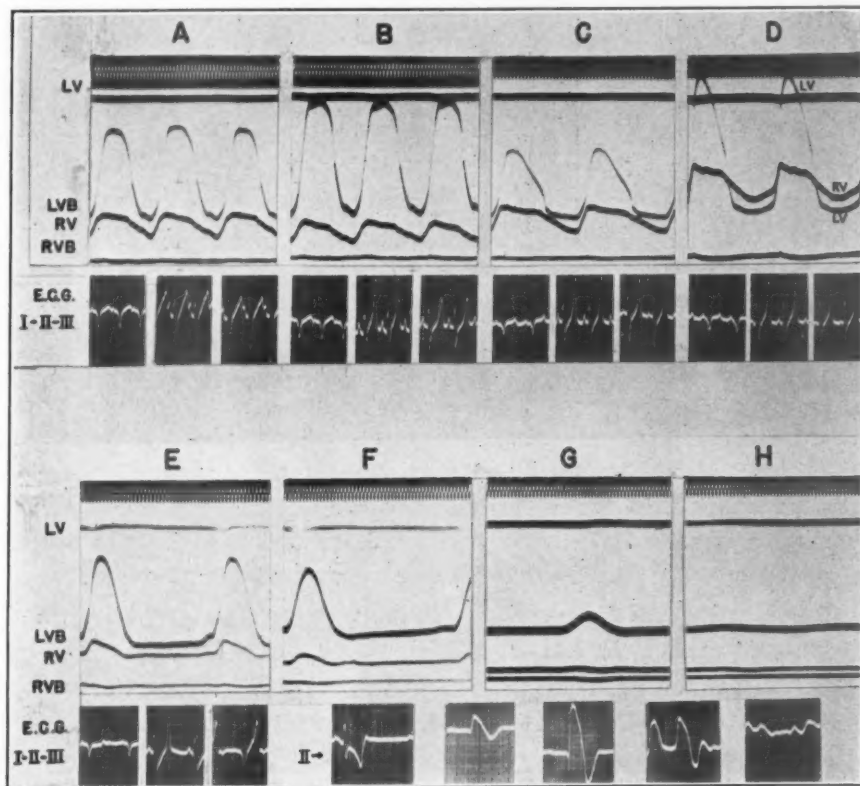 A B C D
LV
LV
LVB
RV
RV
LV
RVB
E.C.G.
I-II-III
E F G H
LV
LVB
RV
RVB
E.C.G.
I-II-III
II→